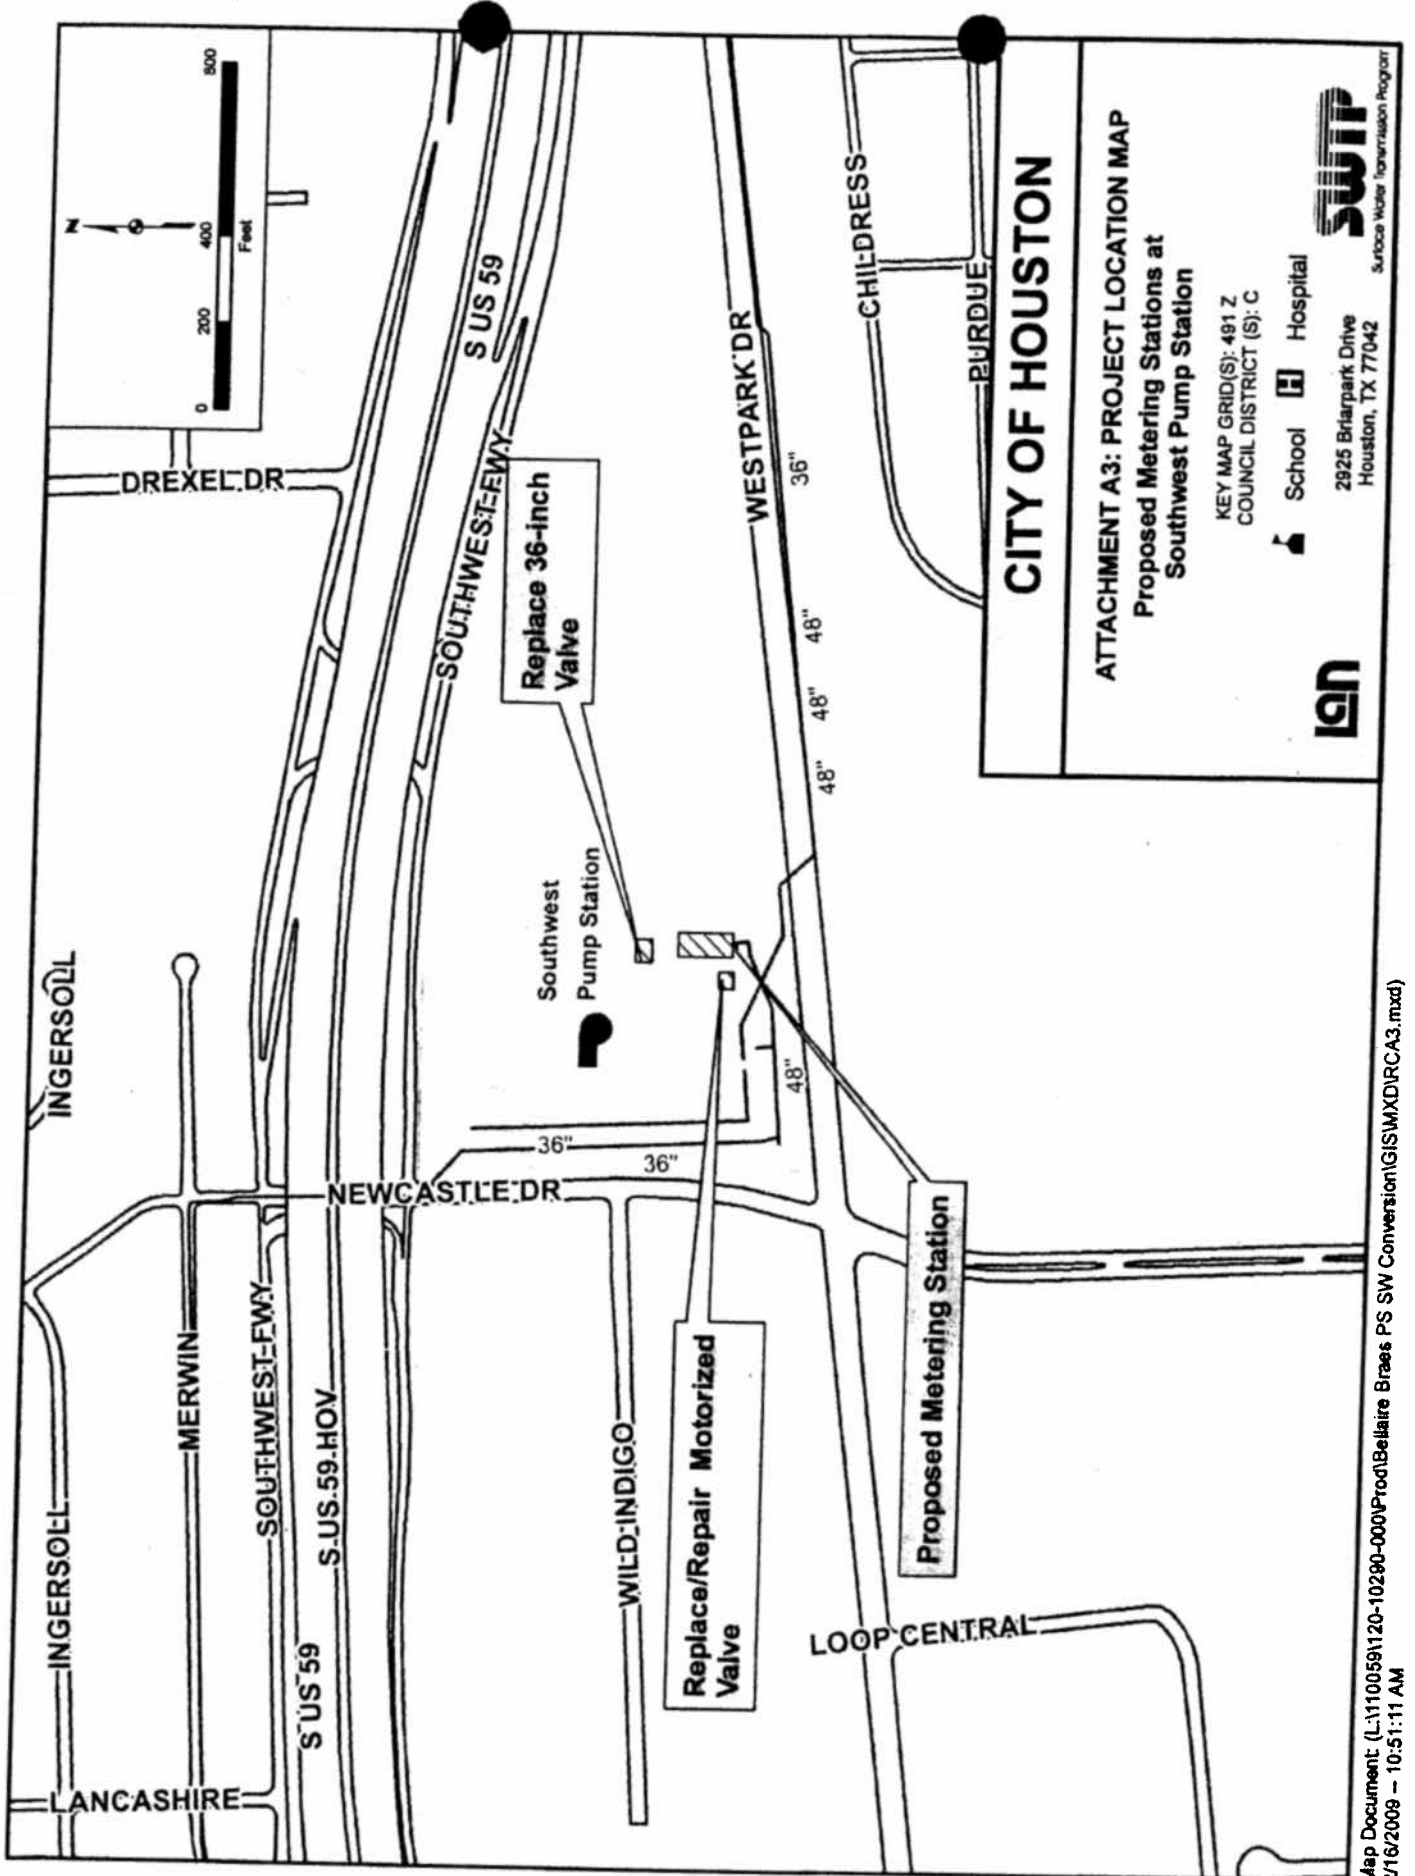 INGERSOLL
INGERSOLL
MERWIN
LANCASHIRE
SOUTHWEST FWY
S US 59 HOV
S US 59
NEWCASTLE DR
DREXEL DR
S US 59
SOUTHWEST FWY
0 200 400 800
Feet
Z
Replace 36-inch
Valve
Southwest
Pump Station
36"
36"
WILD INDIGO
Replace/Repair Motorized
Valve
48"
48"
48"
48"
36"
WESTPARK DR
CHILDRESS
PURDUE
Proposed Metering Station
LOOP CENTRAL
CITY OF HOUSTON
ATTACHMENT A3: PROJECT LOCATION MAP
Proposed Metering Stations at
Southwest Pump Station
KEY MAP GRID(S): 491 Z
COUNCIL DISTRICT (S): C
School H Hospital
lan
2925 Briarpark Drive
Houston, TX 77042
SWTP
Surface Water Transmission Program
Map Document: (L:\110059\120-10290-000\Prod\Bellaire Braes PS SW Conversion\GIS\MXD\RCA3.mxd)
/16/2009 -- 10:51:11 AM